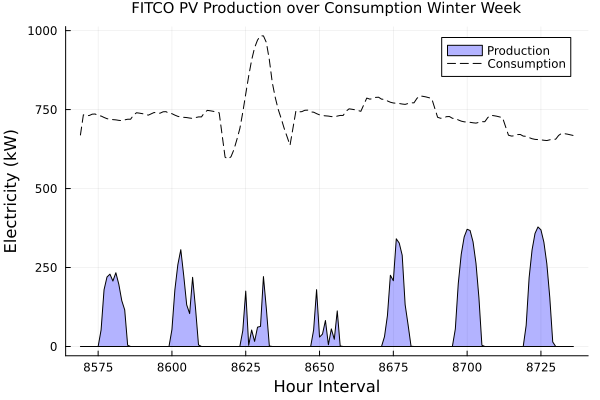 FITCO PV Production over Consumption Winter Week
Production
Consumption
Electricity (kW)
1000
750
500
250
0
8575 8600 8625 8650 8675 8700 8725
Hour Interval